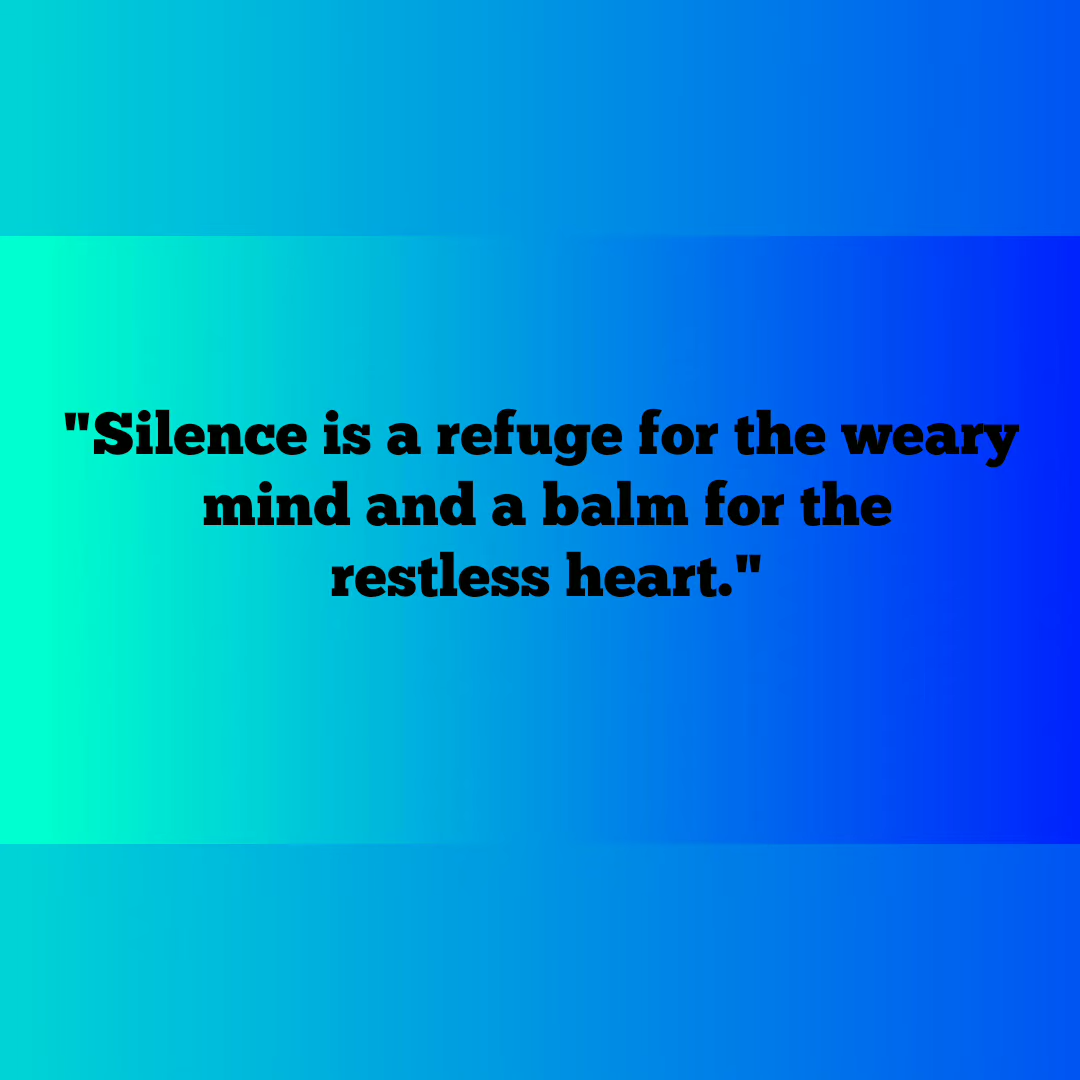 "Silence is a refuge for the weary
mind and a balm for the
restless heart."